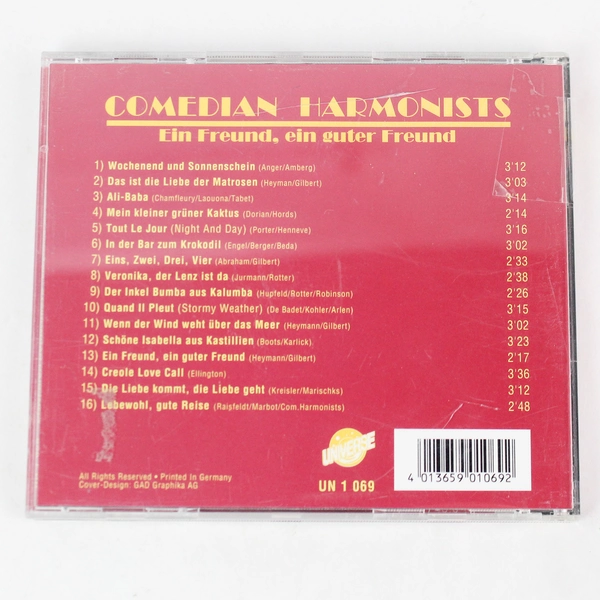 COMEDIAN HARMONISTS
Ein Freund, ein guter Freund
1) Wochenend und Sonnenschein (Anger/Amberg) 3'12
2) Das ist die Liebe der Matrosen (Heyman/Gilbert) 3'03
3) Ali-Baba (Chamfleury/Laouona/Tabet) 3'14
4) Mein kleiner grüner Kaktus (Dorian/Hords) 2'14
5) Tout Le Jour (Night And Day) (Porter/Henneve) 3'16
6) In der Bar zum Krokodil (Engel/Berger/Beda) 3'02
7) Eins, Zwei, Drei, Vier (Abraham/Gilbert) 2'33
8) Veronika, der Lenz ist da (Jurmann/Rotter) 2'38
9) Der Inkel Bumba aus Kalumba (Hupfeld/Rotter/Robinson) 2'26
10) Quand Il Pleut (Stormy Weather) (De Badet/Kohler/Arlen) 3'15
11) Wenn der Wind weht über das Meer (Heymann/Gilbert) 3'02
12) Schöne Isabella aus Kastillien (Boots/Karlick) 3'23
13) Ein Freund, ein guter Freund (Heymann/Gilbert) 2'17
14) Creole Love Call (Ellington) 3'36
15) Die Liebe kommt, die Liebe geht (Kreisler/Marischks) 3'12
16) Lebewohl, gute Reise (Raisfeldt/Marbot/Com.Harmonists) 2'48
UNIVERSE
All Rights Reserved • Printed in Germany
Cover-Design: GAD Graphika AG
UN 1 069
4 013659 010692